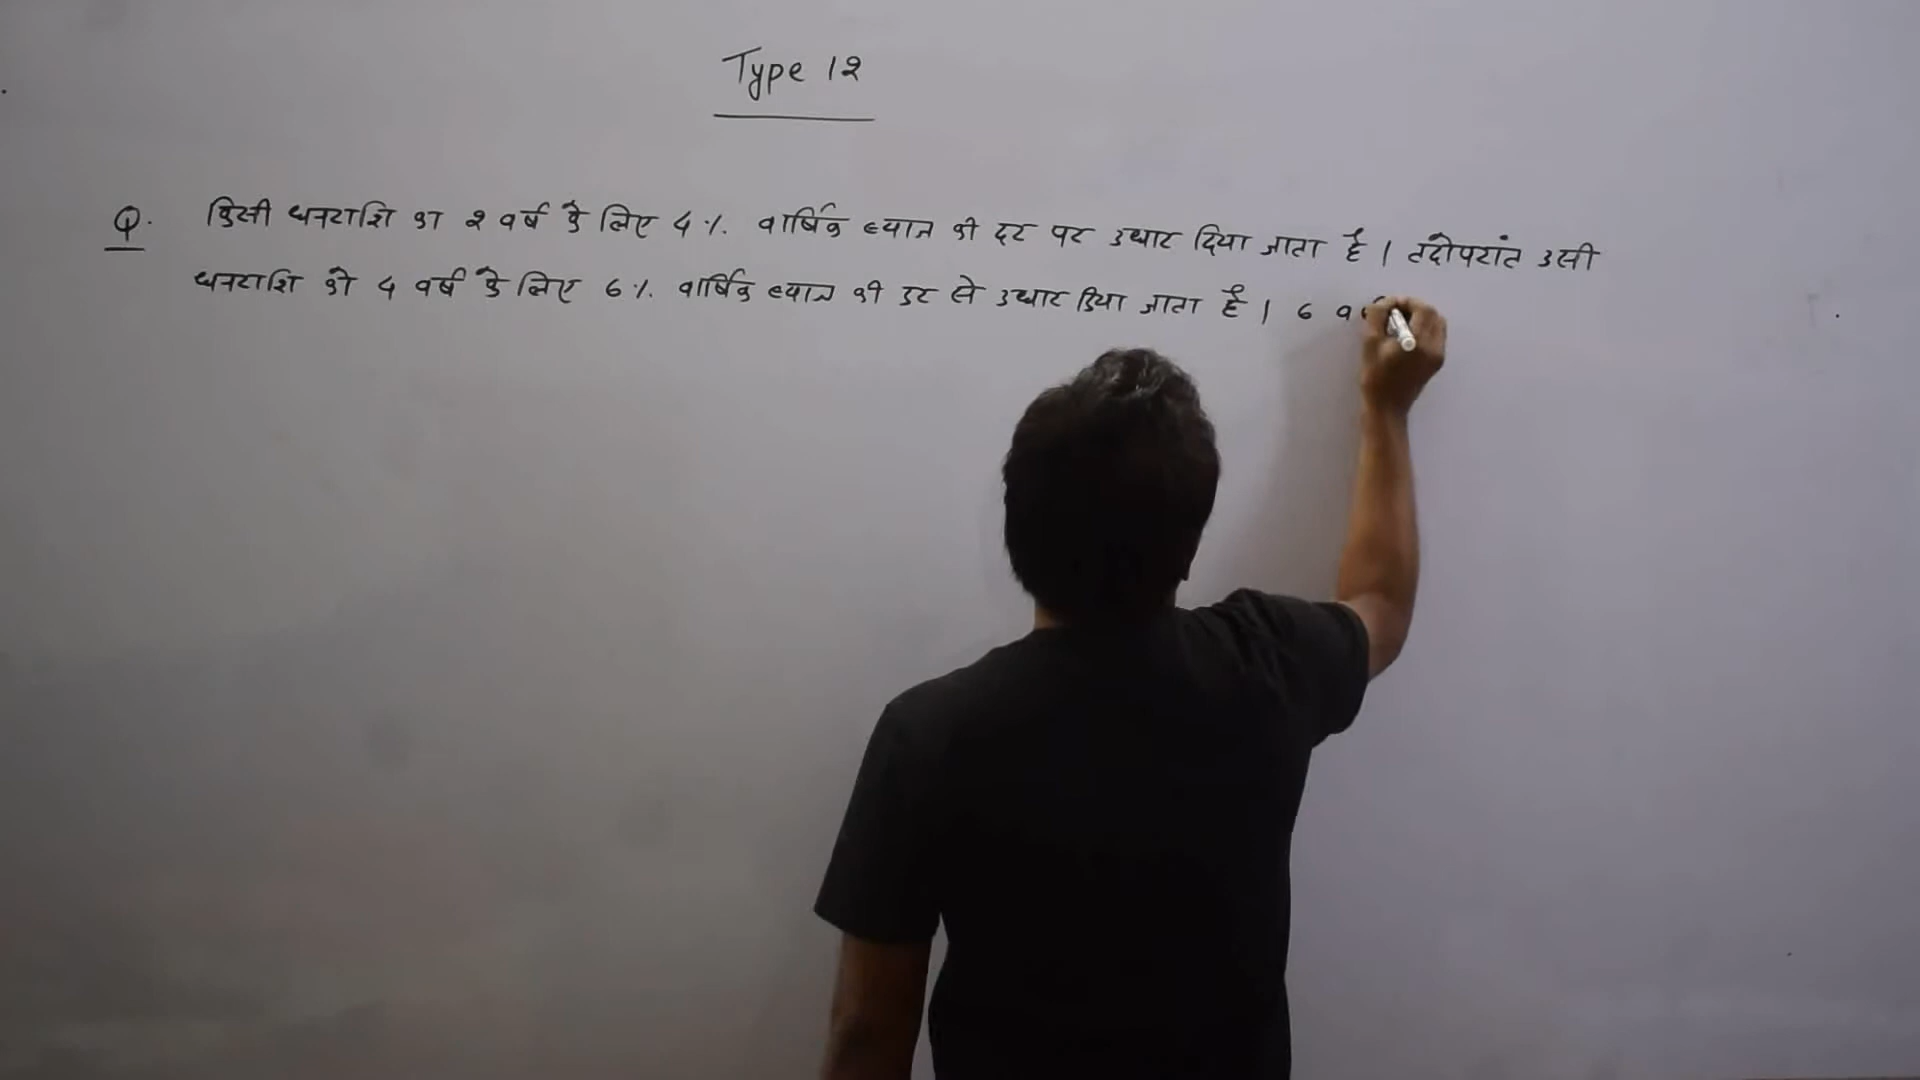 Type 12
Q. किसी धनराशि का 2 वर्ष के लिए 4%. वार्षिक ब्याज की दर पर उधार दिया जाता है । तदोपरांत उसी
धनराशि को 4 वर्ष के लिए 6%. वार्षिक ब्याज की दर से उधार दिया जाता है । 6